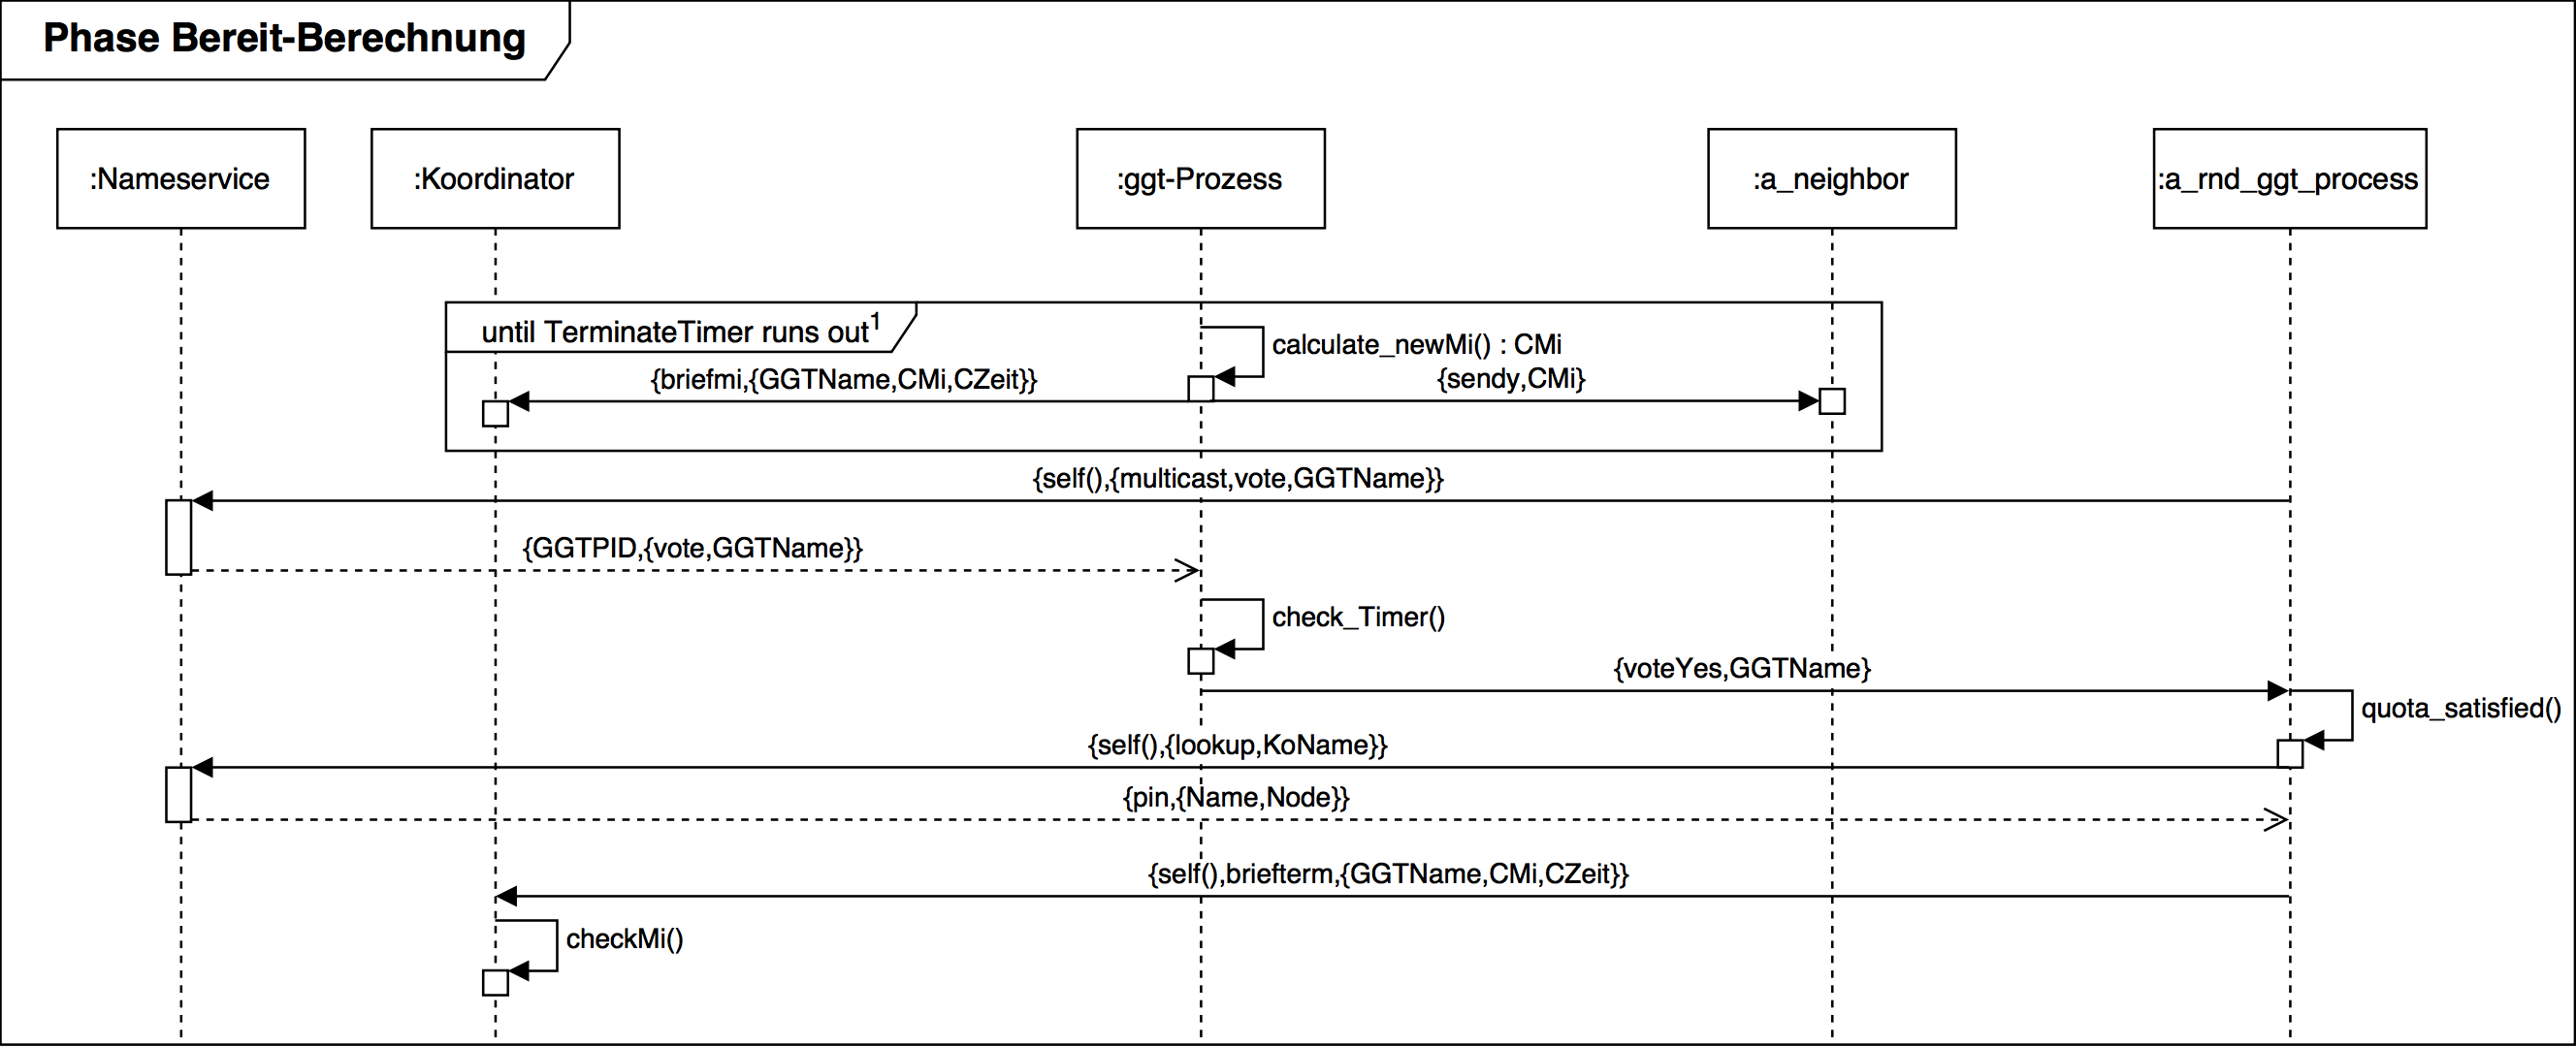 Phase Bereit-Berechnung
:Nameservice
:Koordinator
:ggt-Prozess
:a_neighbor
:a_rnd_ggt_process
until TerminateTimer runs out1
calculate_newMi() : CMi
{briefmi,{GGTName,CMi,CZeit}}
{sendy,CMi}
{self(),{multicast,vote,GGTName}}
{GGTPID,{vote,GGTName}}
check_Timer()
{voteYes,GGTName}
quota_satisfied()
{self(),{lookup,KoName}}
{pin,{Name,Node}}
{self(),briefterm,{GGTName,CMi,CZeit}}
checkMi()